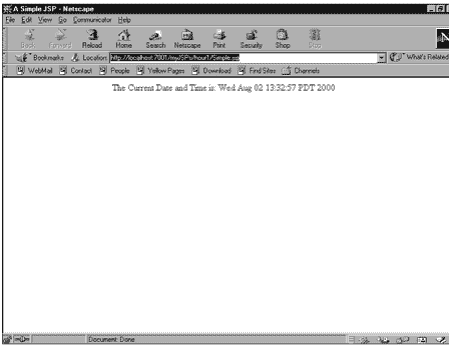 A Simple JSP - Netscape
File Edit View Go Communicator Help
Back Forward Reload Home Search Netscape Print Security Shop Stop
Bookmarks Location: http://localhost:7001/myJSPs/hour1/Simple.jsp What's Related
WebMail Contact People Yellow Pages Download Find Sites Channels
The Current Date and Time is: Wed Aug 02 13:32:57 PDT 2000
Document: Done